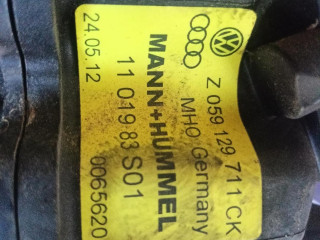 Z 059 129 711 CK
MHO Germany
MANN+HUMMEL
11 019 83 S01
24.05.12 0065620